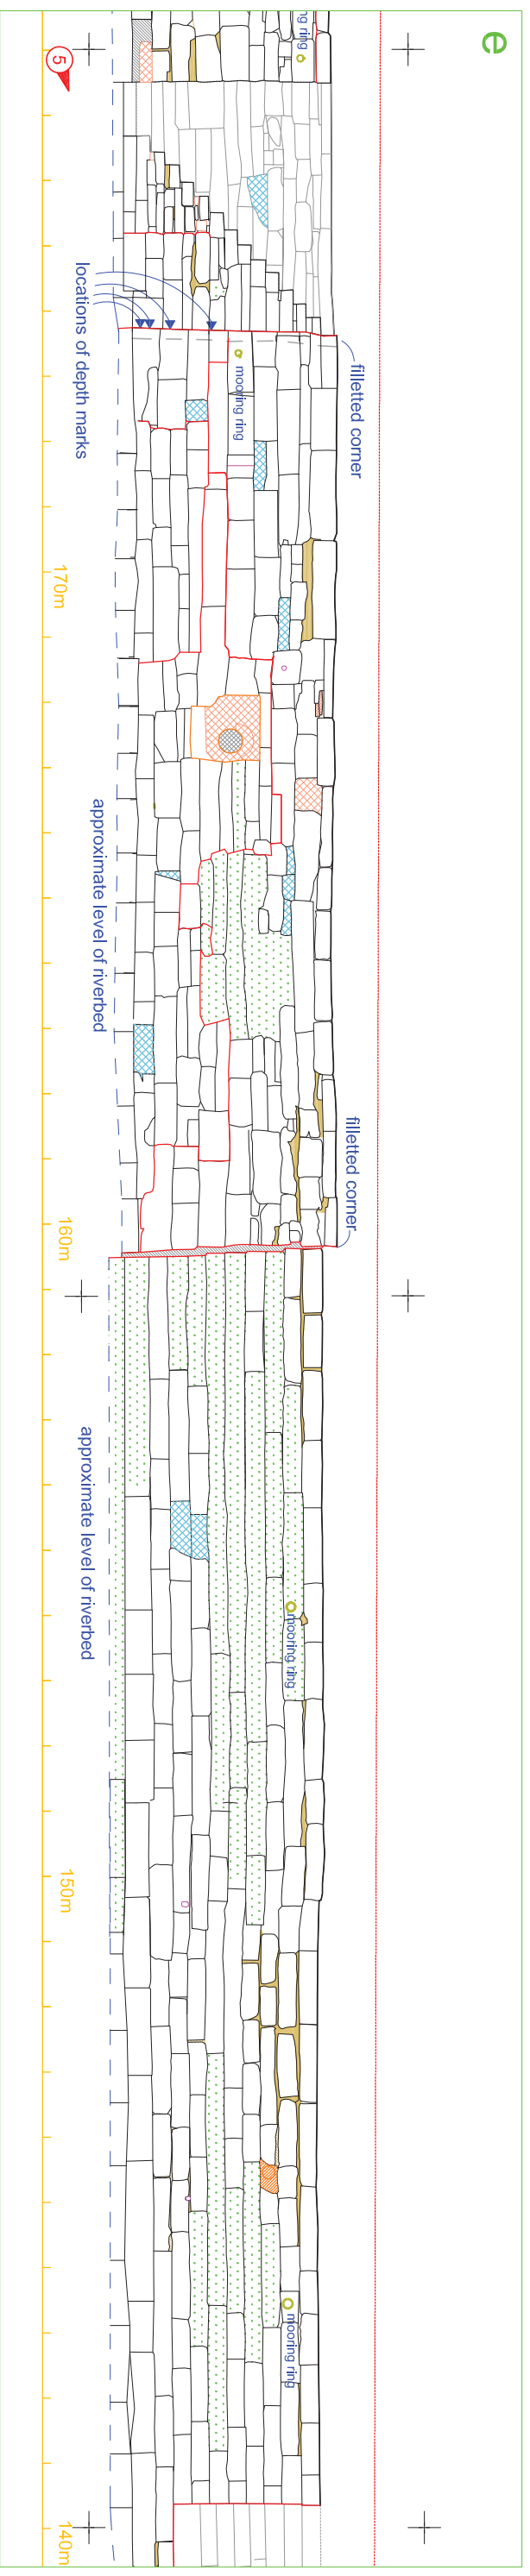 e
ng ring
5
locations of depth marks
filletted corner
mooring ring
170m
approximate level of riverbed
filletted corner
160m
approximate level of riverbed
mooring ring
150m
mooring ring
140m